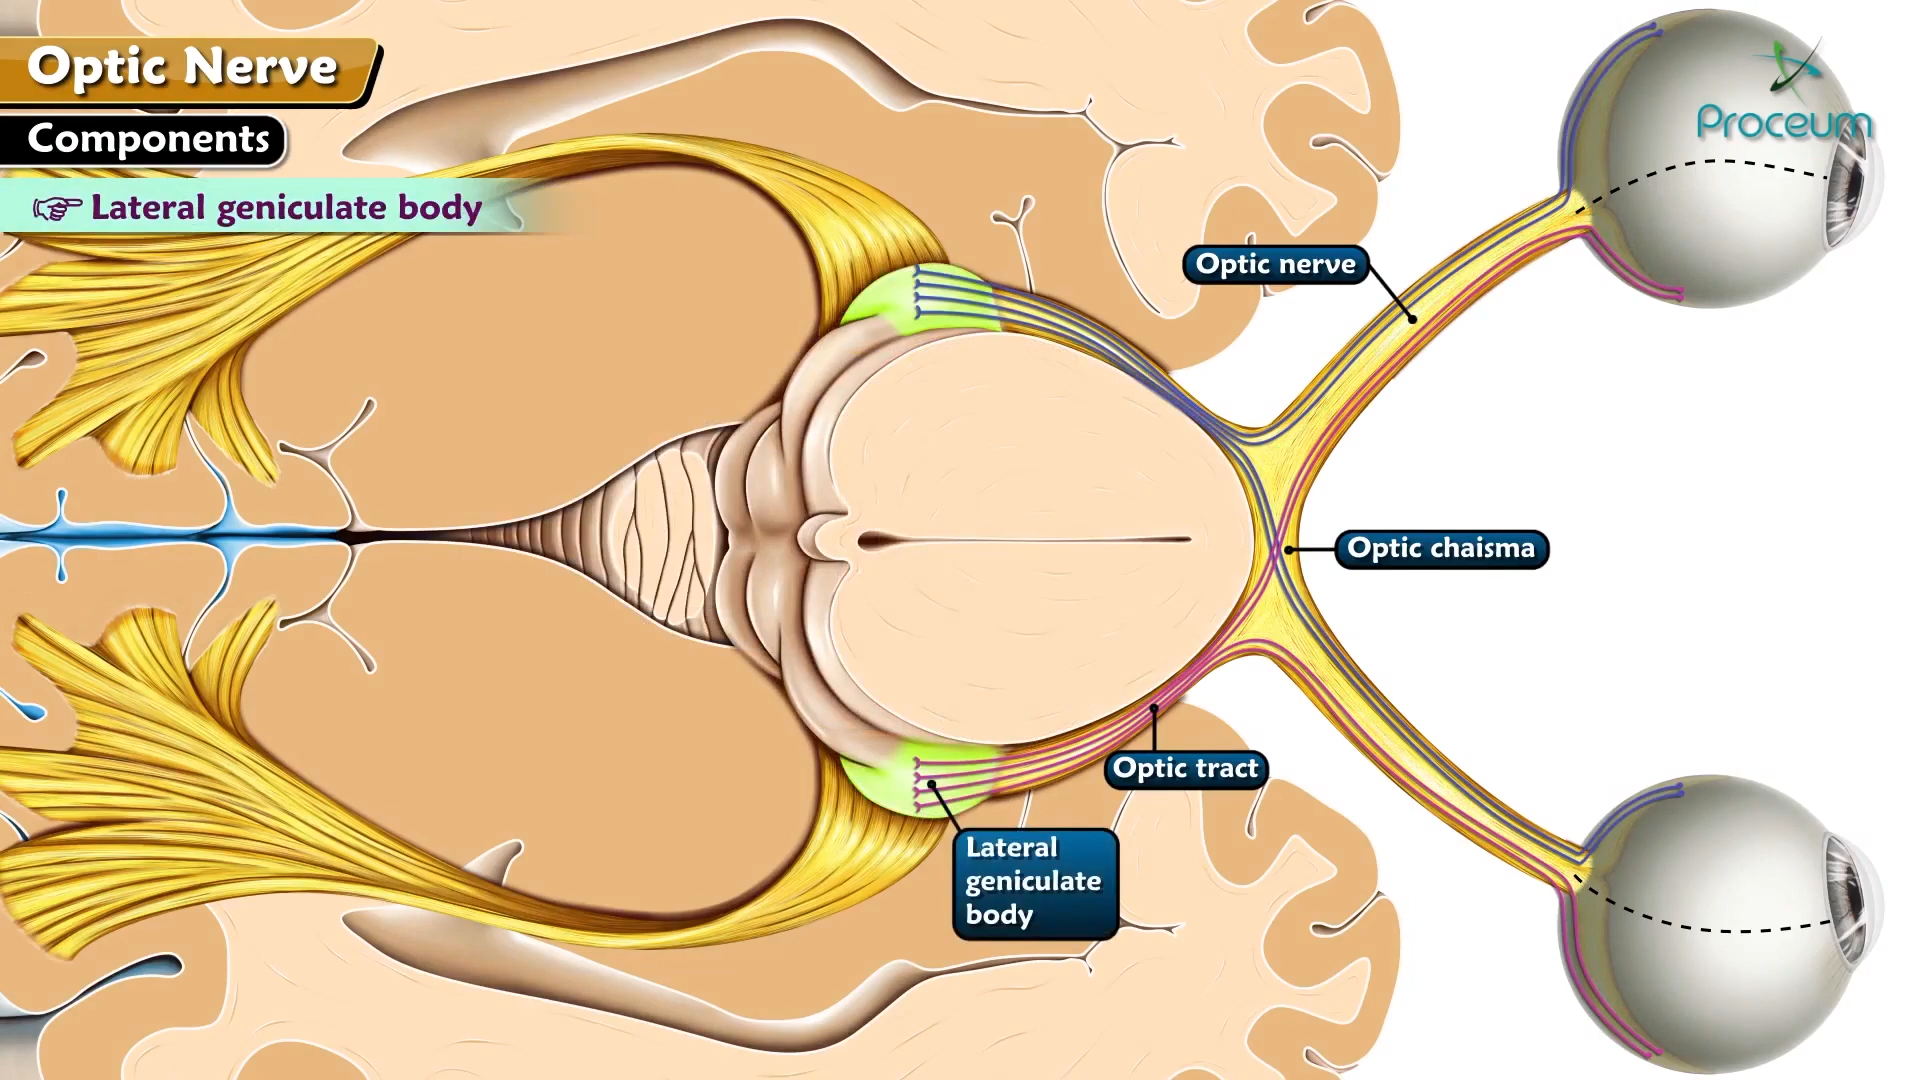 Optic Nerve
Components
Lateral geniculate body
Proceum
Optic nerve
Optic chaisma
Optic tract
Lateral
geniculate
body